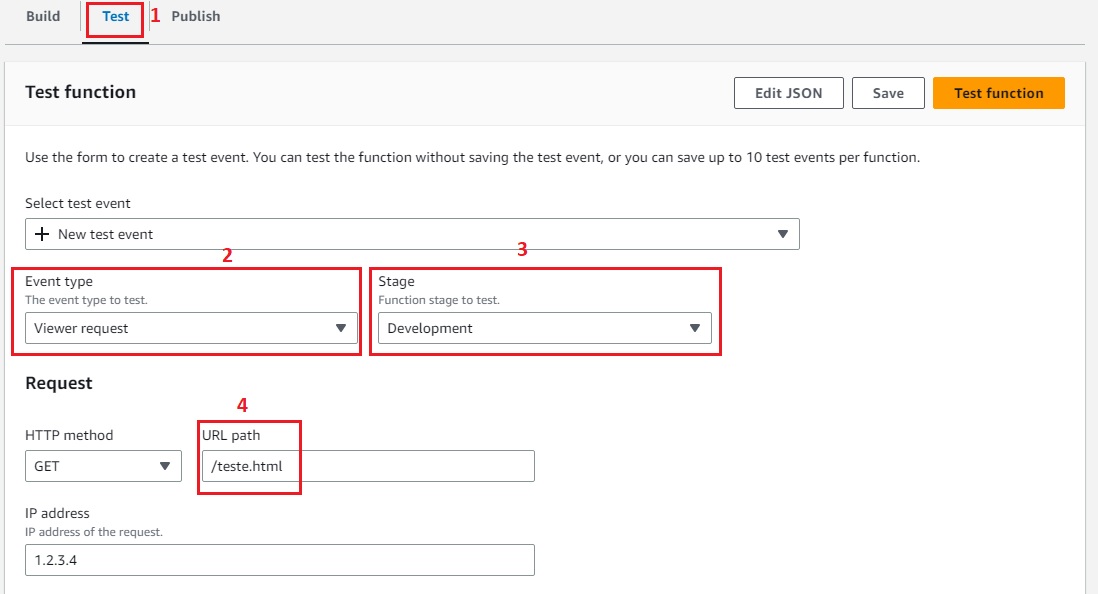 Build Test 1 Publish
Test function Edit JSON Save Test function
Use the form to create a test event. You can test the function without saving the test event, or you can save up to 10 test events per function.
Select test event
New test event
2 3
Event type Stage
The event type to test. Function stage to test.
Viewer request Development
Request
4
HTTP method URL path
GET /teste.html
IP address
IP address of the request.
1.2.3.4